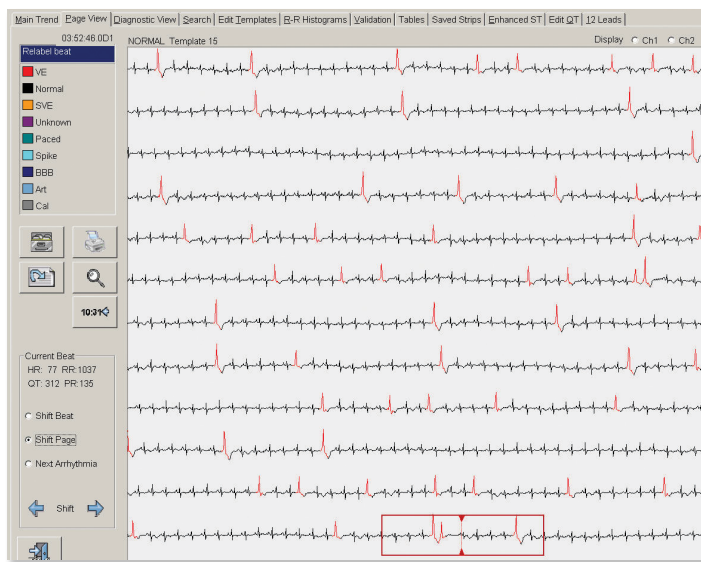 Main Trend Page View Diagnostic View Search Edit Templates R-R Histograms Validation Tables Saved Strips Enhanced ST Edit QT 12 Leads
03:52:46.0D1 NORMAL Template 15 Display Ch1 Ch2
Relabel beat
VE
Normal
SVE
Unknown
Paced
Spike
BBB
Art
Cal
10:31
Current Beat
HR: 77 RR:1037
QT: 312 PR:135
Shift Beat
Shift Page
Next Arrhythmia
Shift